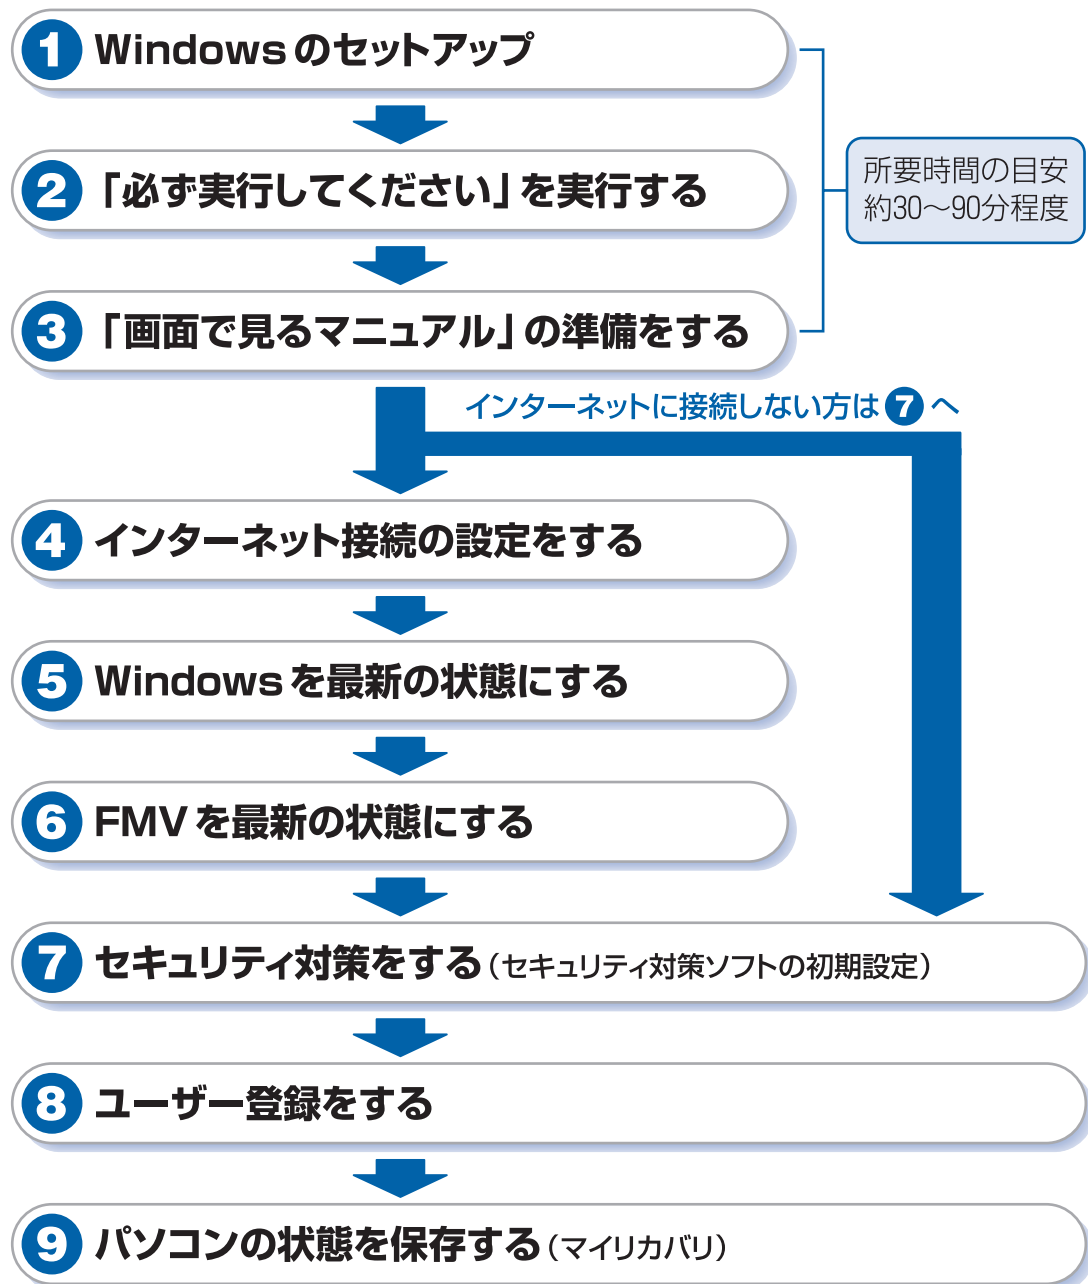 1 Windowsのセットアップ
2 「必ず実行してください」を実行する
所要時間の目安
約30～90分程度
3 「画面で見るマニュアル」の準備をする
インターネットに接続しない方は 7 へ
4 インターネット接続の設定をする
5 Windowsを最新の状態にする
6 FMVを最新の状態にする
7 セキュリティ対策をする（セキュリティ対策ソフトの初期設定）
8 ユーザー登録をする
9 パソコンの状態を保存する（マイリカバリ）